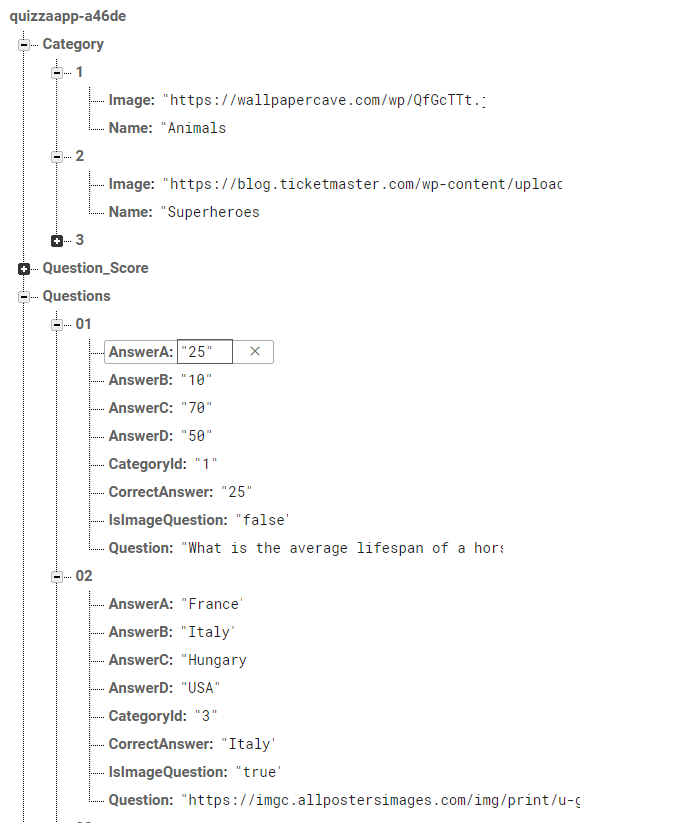 quizzaapp-a46de
Category
1
Image: "https://wallpapercave.com/wp/QfGcTTt.
Name: "Animals
2
Image: "https://blog.ticketmaster.com/wp-content/upload
Name: "Superheroes
3
Question_Score
Questions
01
AnswerA: "25" ×
AnswerB: "10"
AnswerC: "70"
AnswerD: "50"
CategoryId: "1"
CorrectAnswer: "25"
IsImageQuestion: "false'
Question: "What is the average lifespan of a hors
02
AnswerA: "France'
AnswerB: "Italy'
AnswerC: "Hungary
AnswerD: "USA"
CategoryId: "3"
CorrectAnswer: "Italy'
IsImageQuestion: "true'
Question: "https://imgc.allpostersimages.com/img/print/u-g